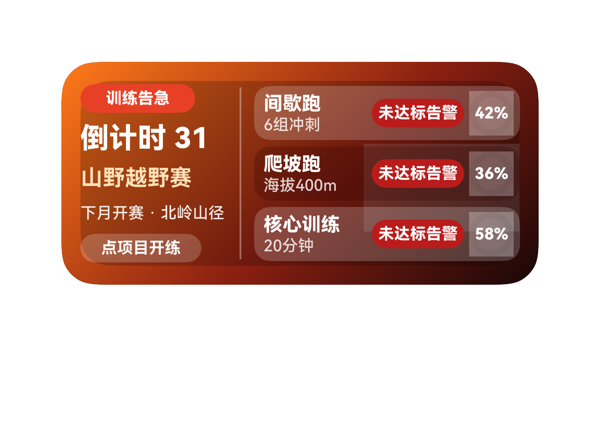 训练告急
倒计时 31
山野越野赛
下月开赛 · 北岭山径
点项目开练
间歇跑
6组冲刺
未达标告警
42%
爬坡跑
海拔400m
未达标告警
36%
核心训练
20分钟
未达标告警
58%